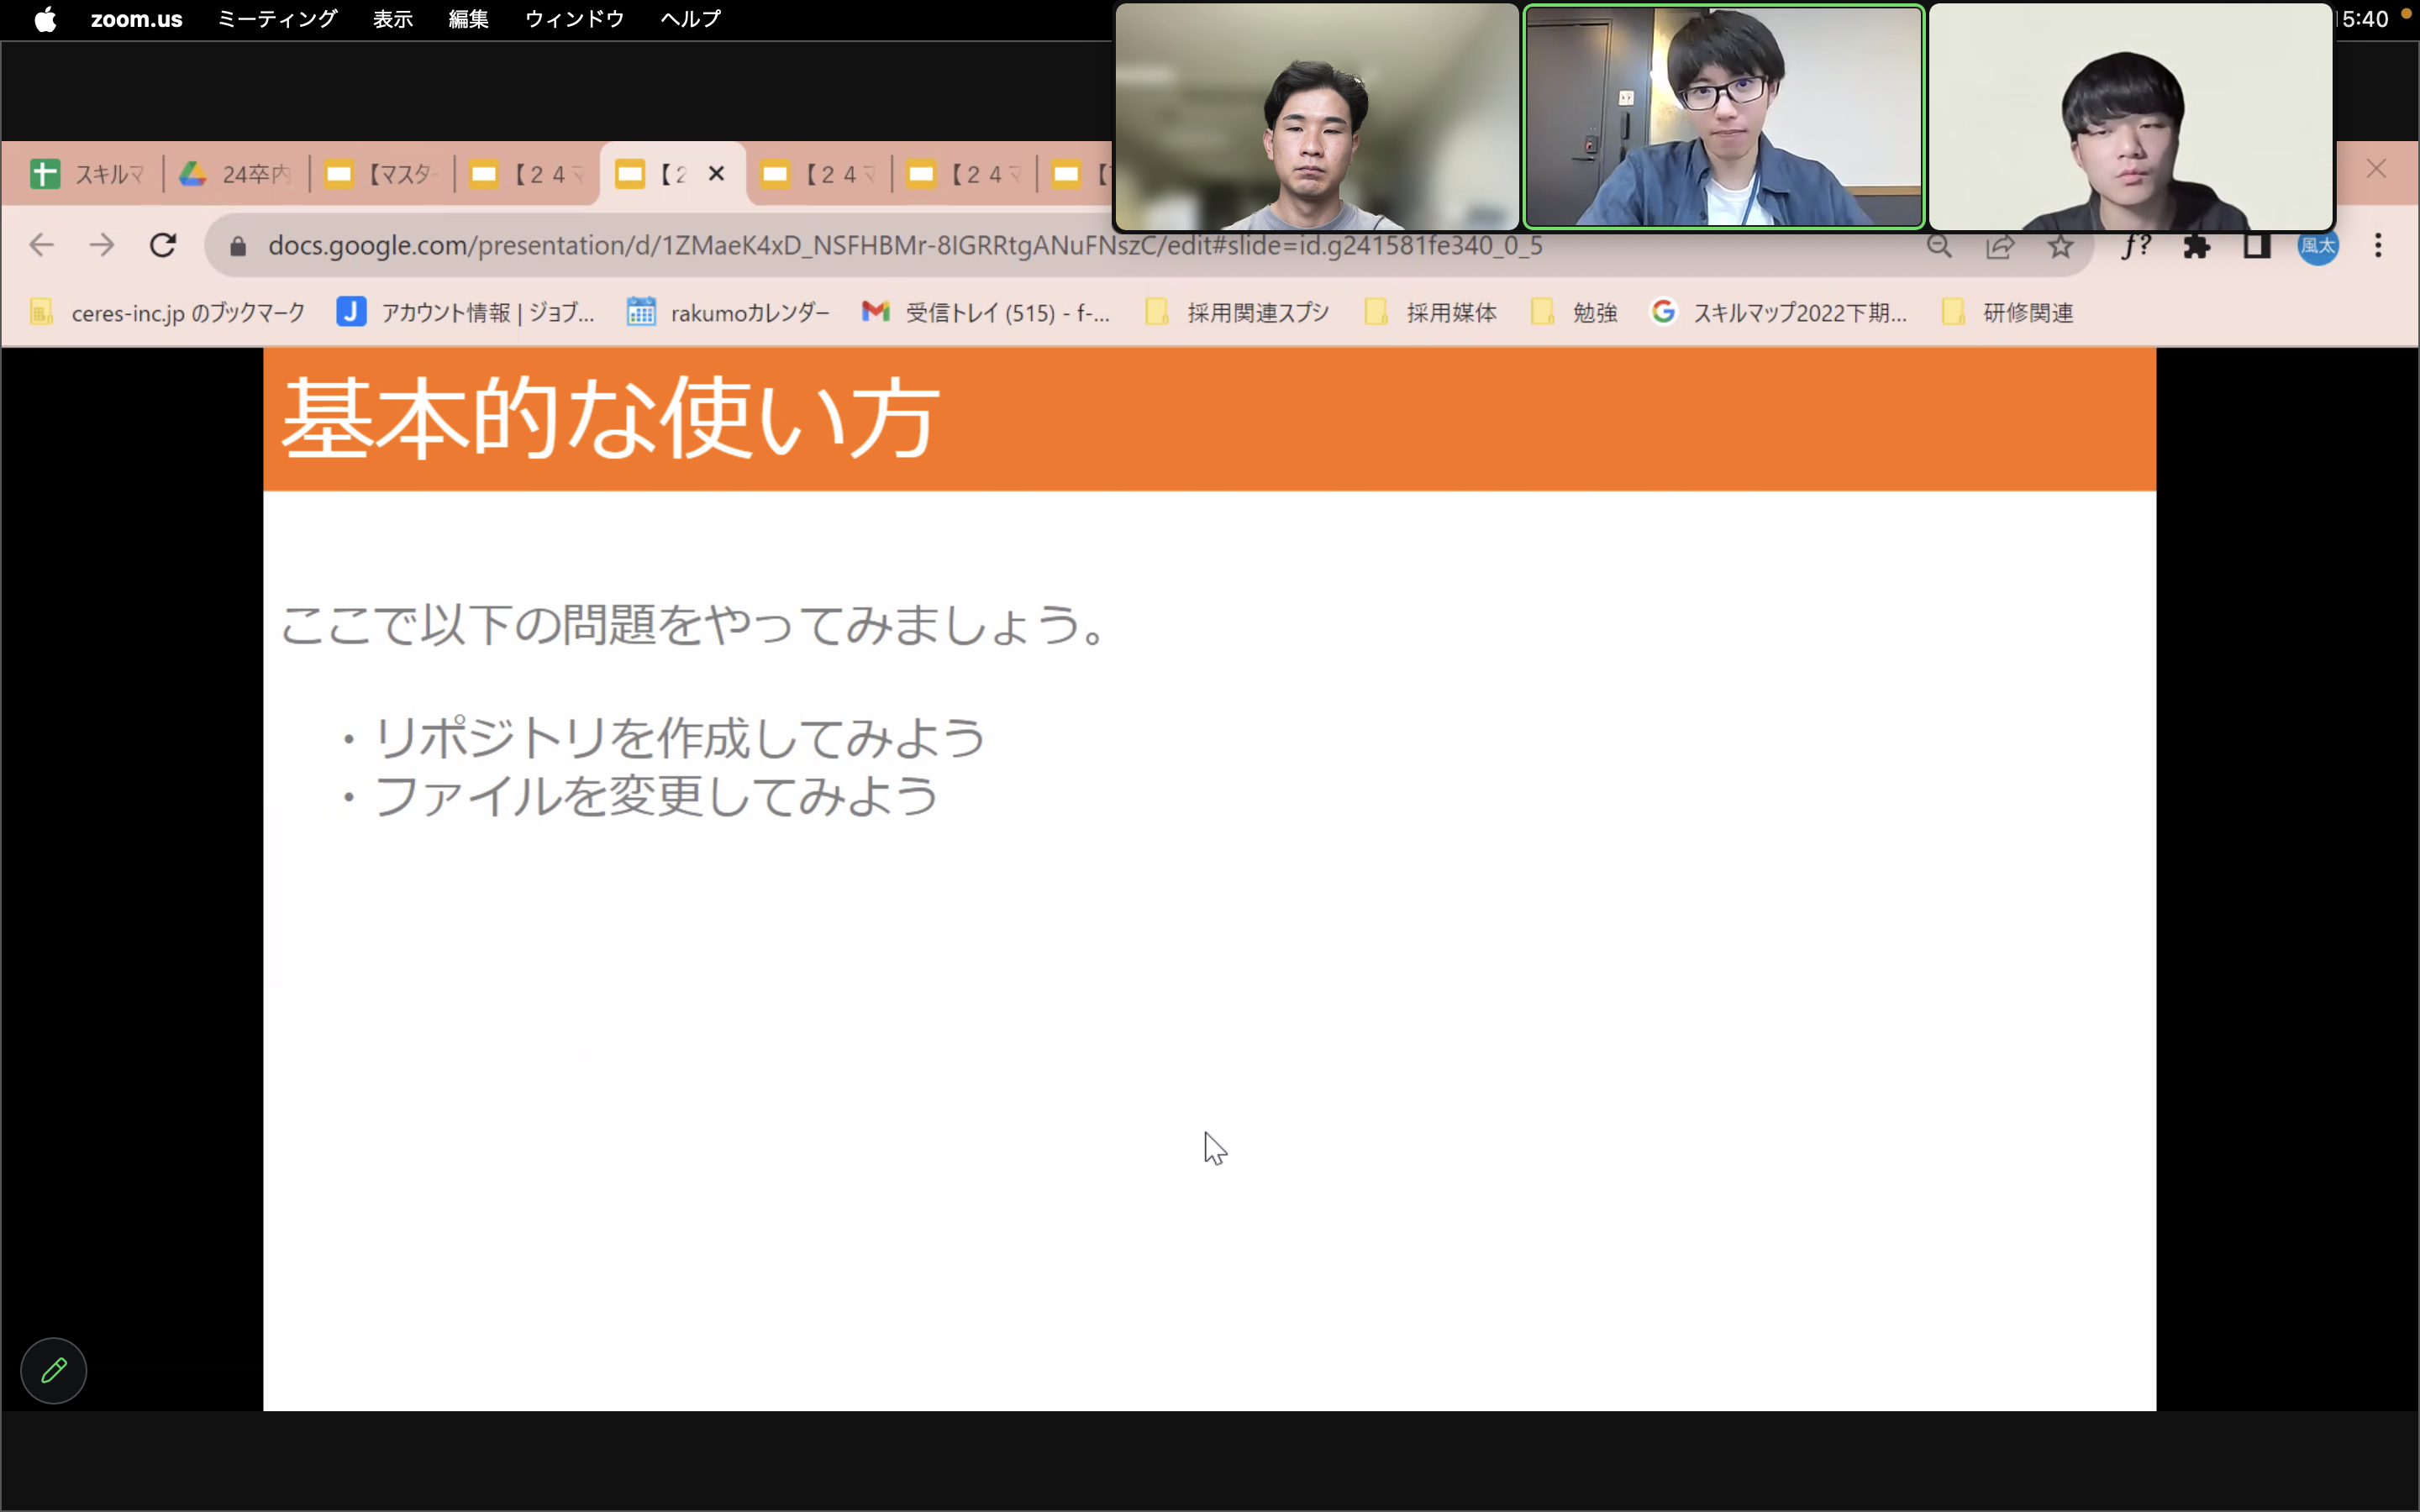 zoom.us ミーティング 表示 編集 ウィンドウ ヘルプ
5:40
スキルマ 24卒内 【マスタ 【２４マ 【２ 【２４マ 【２４マ
docs.google.com/presentation/d/1ZMaeK4xD_NSFHBMr-8IGRRtgANuFNszC/edit#slide=id.g241581fe340_0_5
f? 風太
ceres-inc.jp のブックマーク J アカウント情報 | ジョブ... rakumoカレンダー 受信トレイ (515) - f-... 採用関連スプシ 採用媒体 勉強 スキルマップ2022下期... 研修関連
基本的な使い方
ここで以下の問題をやってみましょう。
・リポジトリを作成してみよう
・ファイルを変更してみよう